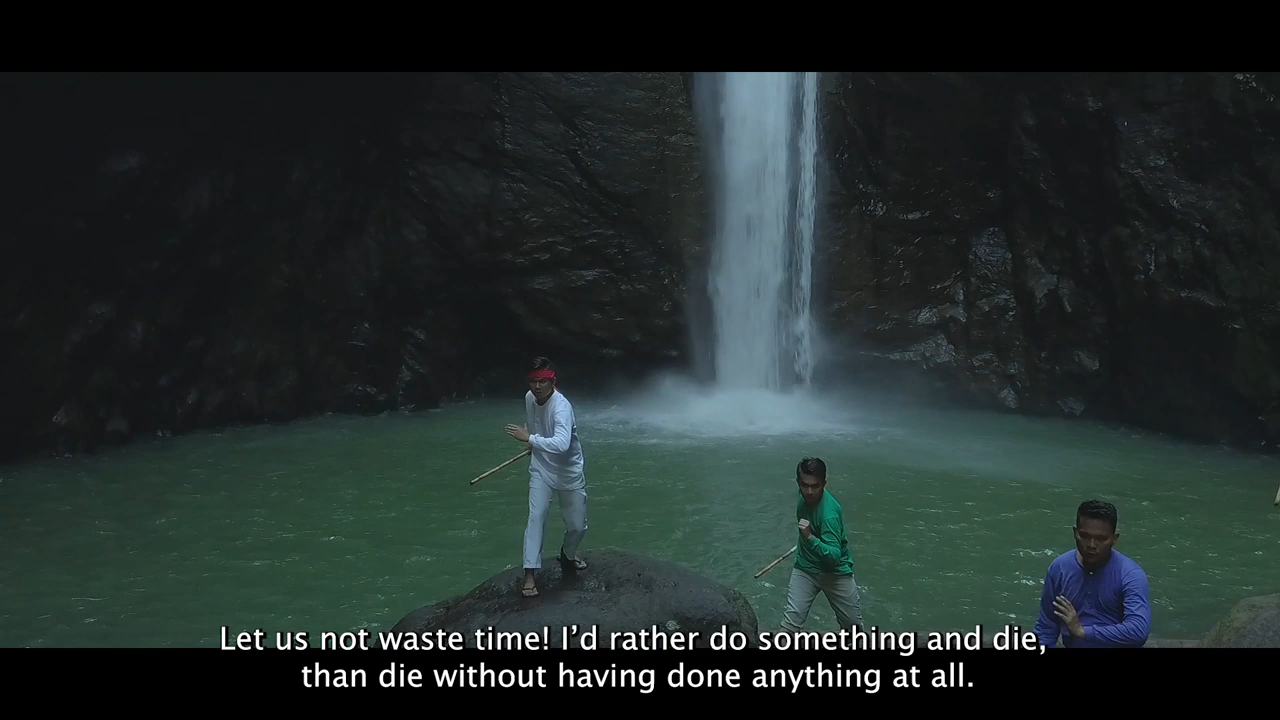 Let us not waste time! I'd rather do something and die,
than die without having done anything at all.